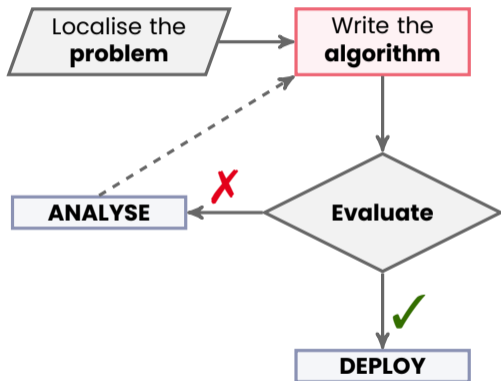 Localise the
problem
Write the
algorithm
ANALYSE
✗
Evaluate
✓
DEPLOY